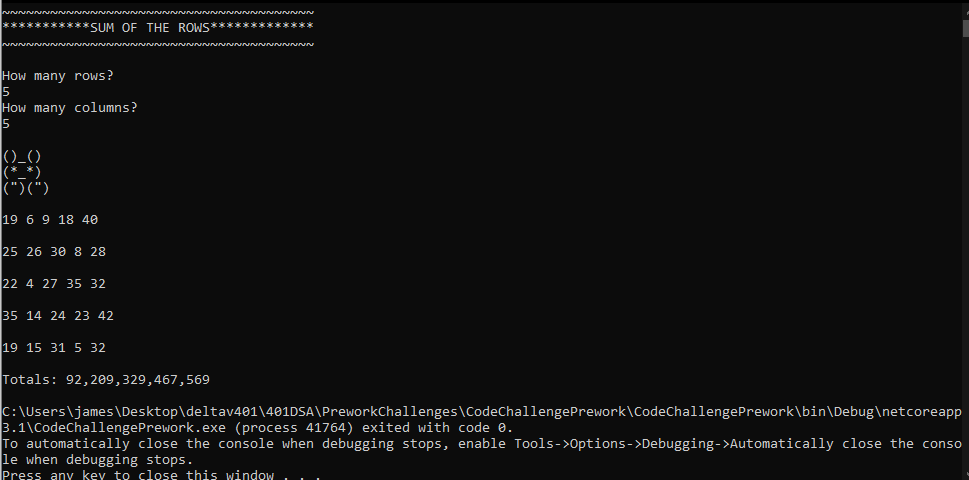 ~~~~~~~~~~~~~~~~~~~~~~~~~~~~~~~~~~~~~~~
***********SUM OF THE ROWS*************
~~~~~~~~~~~~~~~~~~~~~~~~~~~~~~~~~~~~~~~
How many rows?
5
How many columns?
5
()_()
(*_*)
(")(")
19 6 9 18 40
25 26 30 8 28
22 4 27 35 32
35 14 24 23 42
19 15 31 5 32
Totals: 92,209,329,467,569
C:\Users\james\Desktop\deltav401\401DSA\PreworkChallenges\CodeChallengePrework\CodeChallengePrework\bin\Debug\netcoreapp
3.1\CodeChallengePrework.exe (process 41764) exited with code 0.
To automatically close the console when debugging stops, enable Tools->Options->Debugging->Automatically close the conso
le when debugging stops.
Press any key to close this window . . .